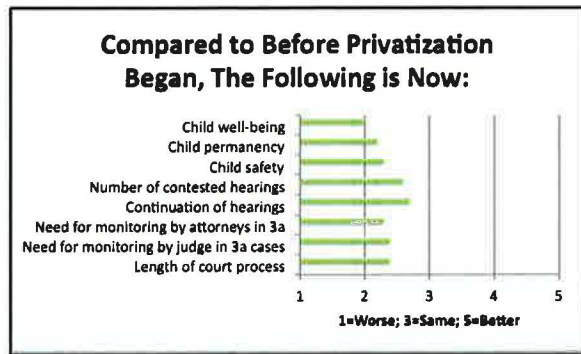 Compared to Before Privatization
Began, The Following is Now:
Child well-being
Child permanency
Child safety
Number of contested hearings
Continuation of hearings
Need for monitoring by attorneys in 3a
Need for monitoring by judge in 3a cases
Length of court process
1 2 3 4 5
1=Worse; 3=Same; 5=Better